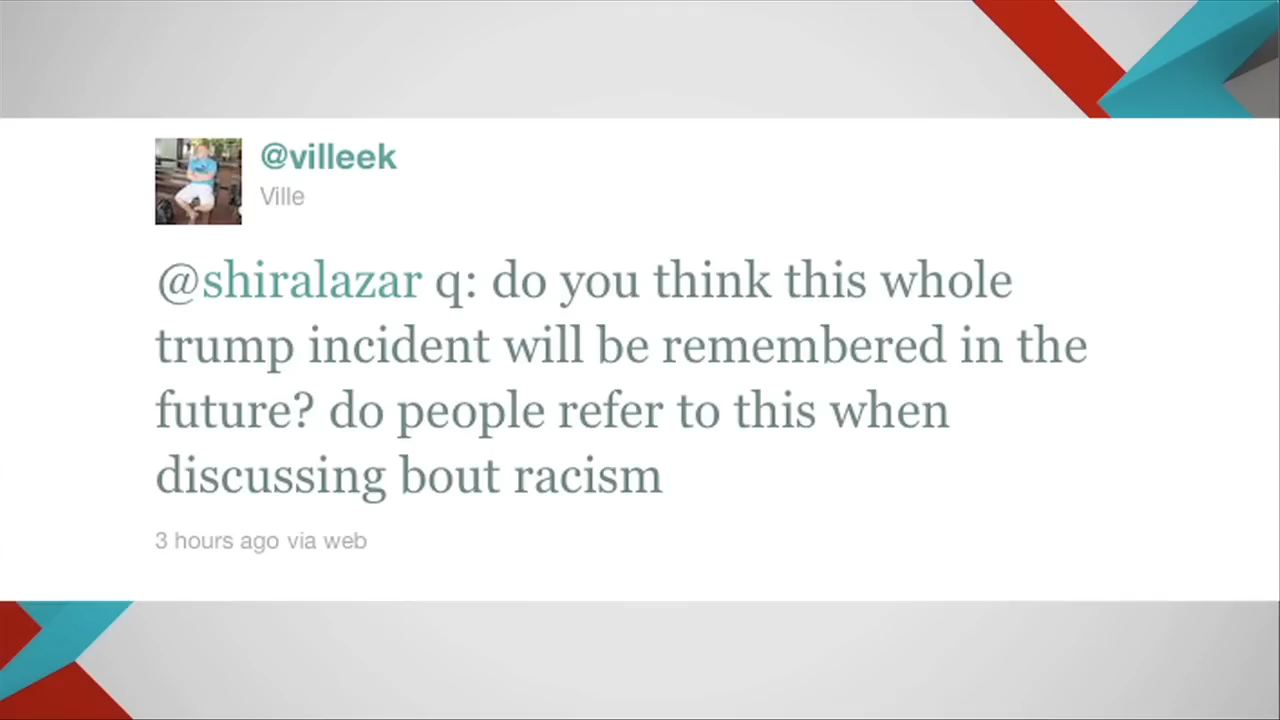 @villeek
Ville
@shiralazar q: do you think this whole
trump incident will be remembered in the
future? do people refer to this when
discussing bout racism
3 hours ago via web